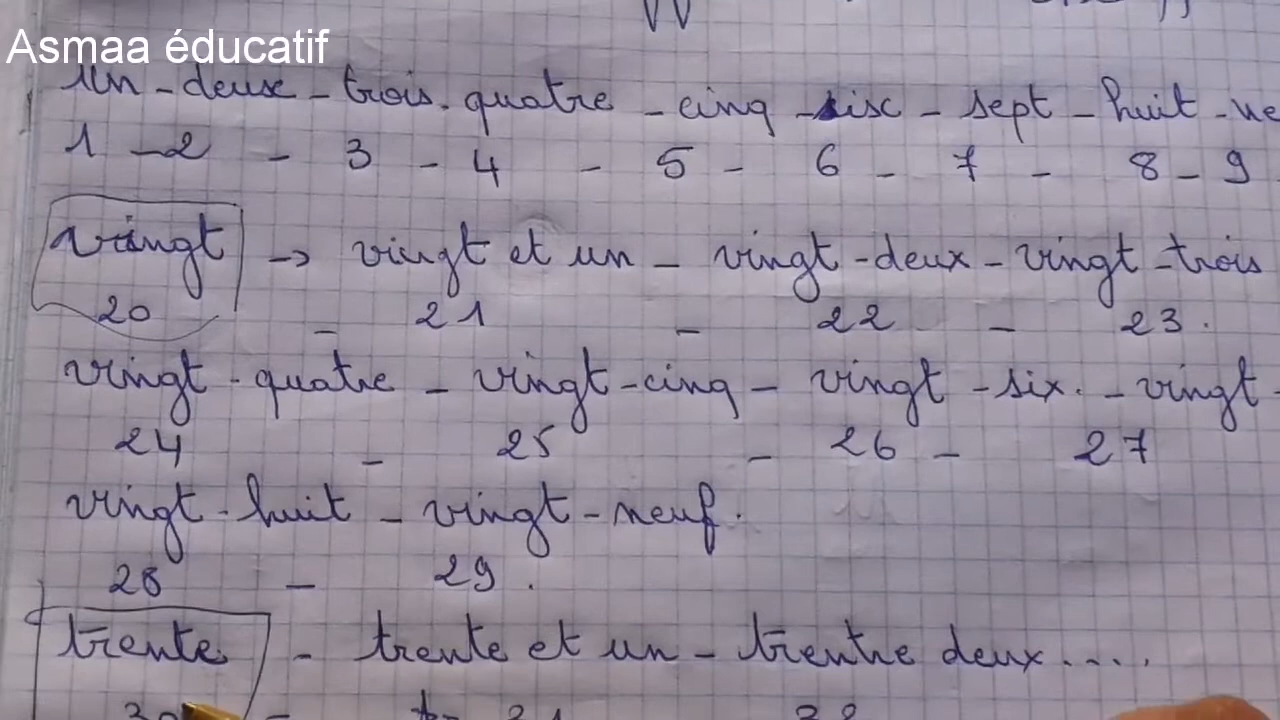 Asmaa éducatif
un - deux - trois - quatre - cinq - sisc - sept - huit - ne
1 - 2 - 3 - 4 - 5 - 6 - 7 - 8 - 9
vingt → vingt et un - vingt-deux - vingt-trois
20 - 21 - 22 - 23.
vingt-quatre - vingt-cinq - vingt-six. - vingt-
24 - 25 - 26 - 27
vingt-huit - vingt-neuf.
28 - 29.
trente - trente et un - trentre deux....